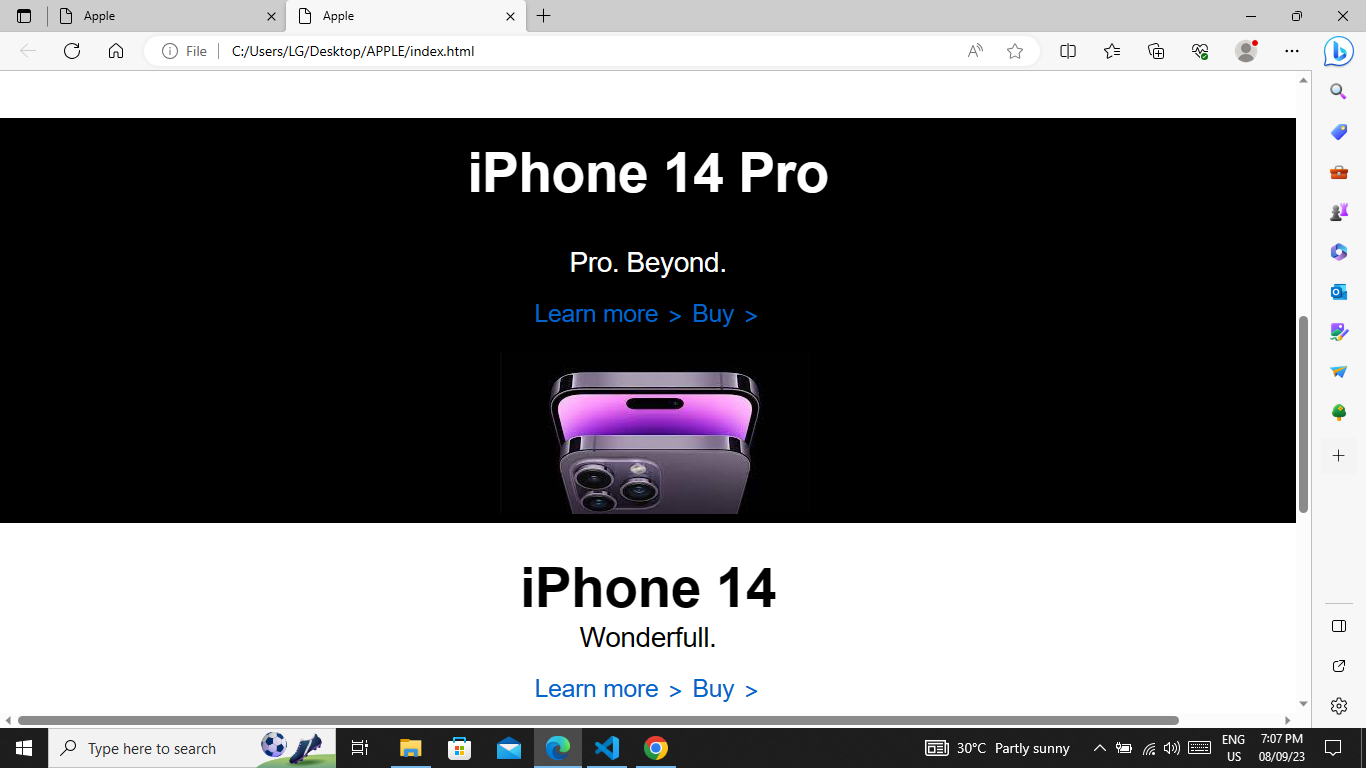 Apple
Apple
File
C:/Users/LG/Desktop/APPLE/index.html
iPhone 14 Pro
Pro. Beyond.
Learn more > Buy >
iPhone 14
Wonderfull.
Learn more > Buy >
Type here to search
30°C Partly sunny
ENG
US
7:07 PM
08/09/23